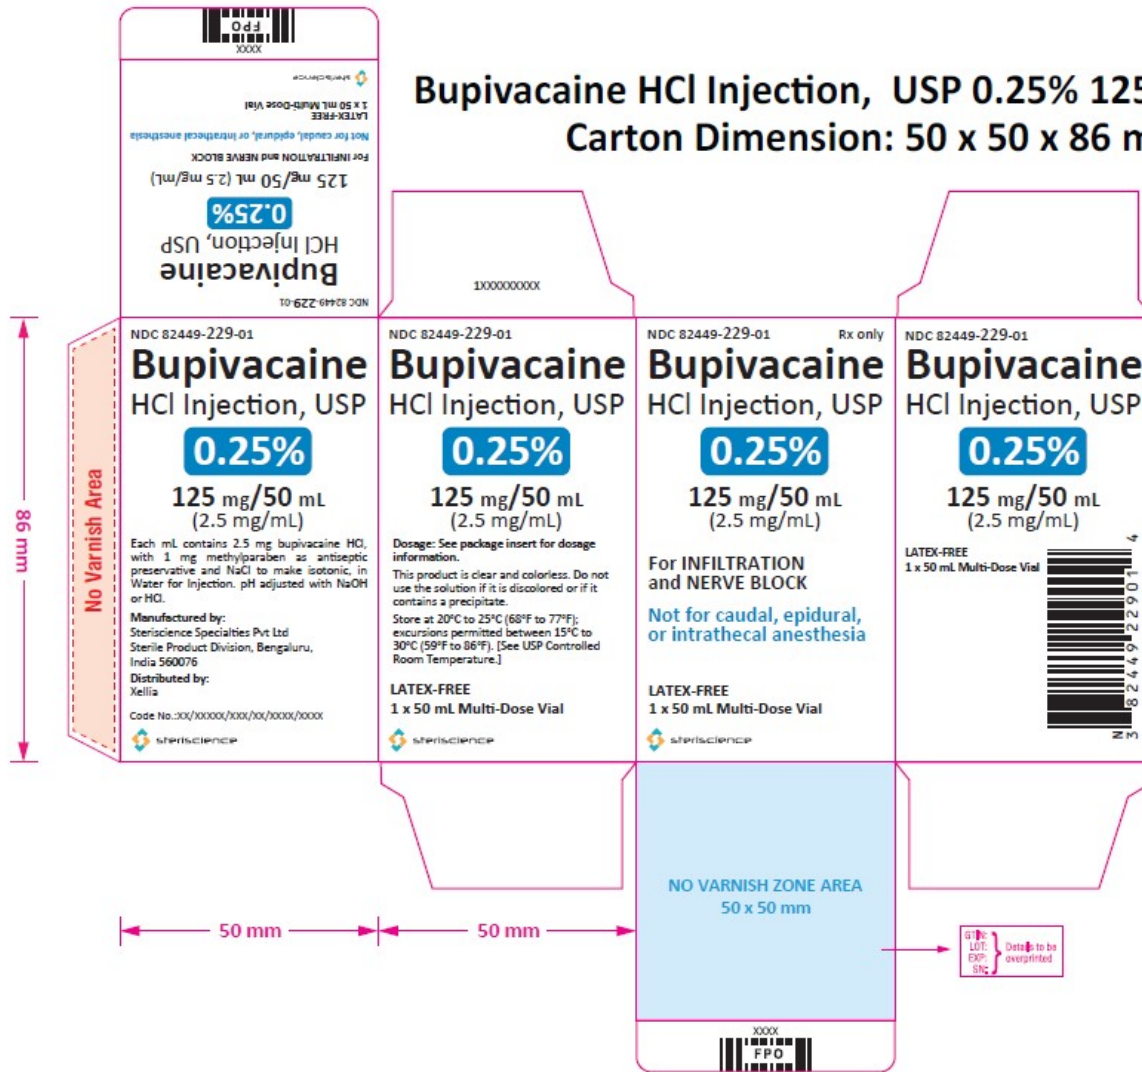 FPO
XXXX
steriscience
1 x 50 mL Multi-Dose Vial
LATEX-FREE
Not for caudal, epidural, or intrathecal anesthesia
For INFILTRATION and NERVE BLOCK
125 mg/50 mL (2.5 mg/mL)
0.25%
HCl Injection, USP
Bupivacaine
NDC 82449-229-01
Bupivacaine HCl Injection, USP 0.25% 125
Carton Dimension: 50 x 50 x 86 m
1XXXXXXXXX
86 mm
No Varnish Area
NDC 82449-229-01
Bupivacaine
HCl Injection, USP
0.25%
125 mg/50 mL
(2.5 mg/mL)
Each mL contains 2.5 mg bupivacaine HCl,
with 1 mg methylparaben as antiseptic
preservative and NaCl to make isotonic, in
Water for Injection. pH adjusted with NaOH
or HCl.
Manufactured by:
Steriscience Specialties Pvt Ltd
Sterile Product Division, Bengaluru,
India 560076
Distributed by:
Xellia
Code No.:XX/XXXXX/XXX/XX/XXXX/XXXX
steriscience
NDC 82449-229-01
Bupivacaine
HCl Injection, USP
0.25%
125 mg/50 mL
(2.5 mg/mL)
Dosage: See package insert for dosage
information.
This product is clear and colorless. Do not
use the solution if it is discolored or if it
contains a precipitate.
Store at 20°C to 25°C (68°F to 77°F);
excursions permitted between 15°C to
30°C (59°F to 86°F). [See USP Controlled
Room Temperature.]
LATEX-FREE
1 x 50 mL Multi-Dose Vial
steriscience
NDC 82449-229-01 Rx only
Bupivacaine
HCl Injection, USP
0.25%
125 mg/50 mL
(2.5 mg/mL)
For INFILTRATION
and NERVE BLOCK
Not for caudal, epidural,
or intrathecal anesthesia
LATEX-FREE
1 x 50 mL Multi-Dose Vial
steriscience
NDC 82449-229-01
Bupivacaine
HCl Injection, USP
0.25%
125 mg/50 mL
(2.5 mg/mL)
LATEX-FREE
1 x 50 mL Multi-Dose Vial
N
3 82449 22901 4
NO VARNISH ZONE AREA
50 x 50 mm
50 mm
50 mm
GTIN:
LOT:
EXP:
SN:
Details to be
overprinted
XXXX
FPO